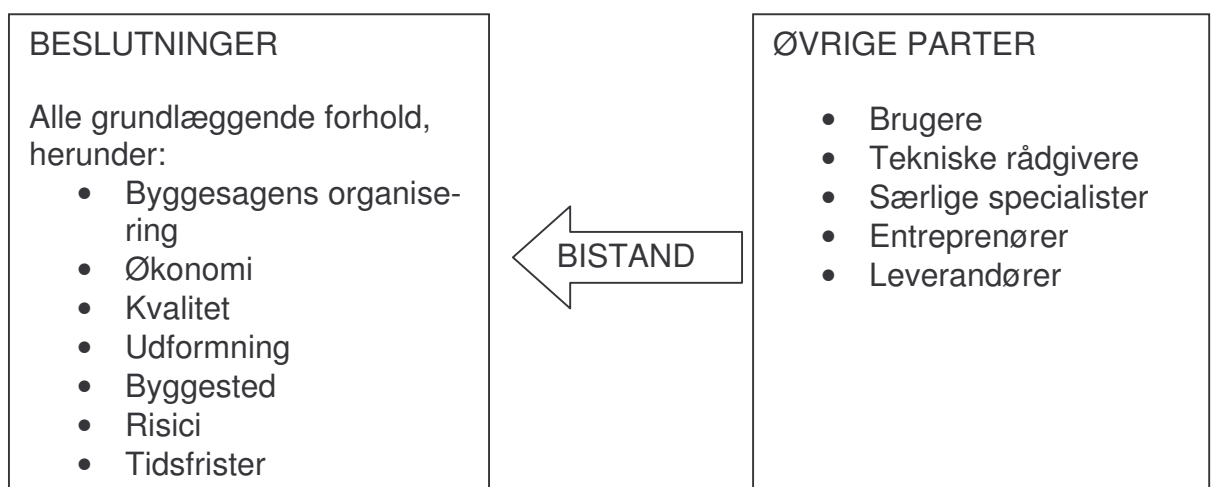 BESLUTNINGER
Alle grundlæggende forhold,
herunder:
• Byggesagens organise-
ring
• Økonomi
• Kvalitet
• Udformning
• Byggested
• Risici
• Tidsfrister
BISTAND
ØVRIGE PARTER
• Brugere
• Tekniske rådgivere
• Særlige specialister
• Entreprenører
• Leverandører